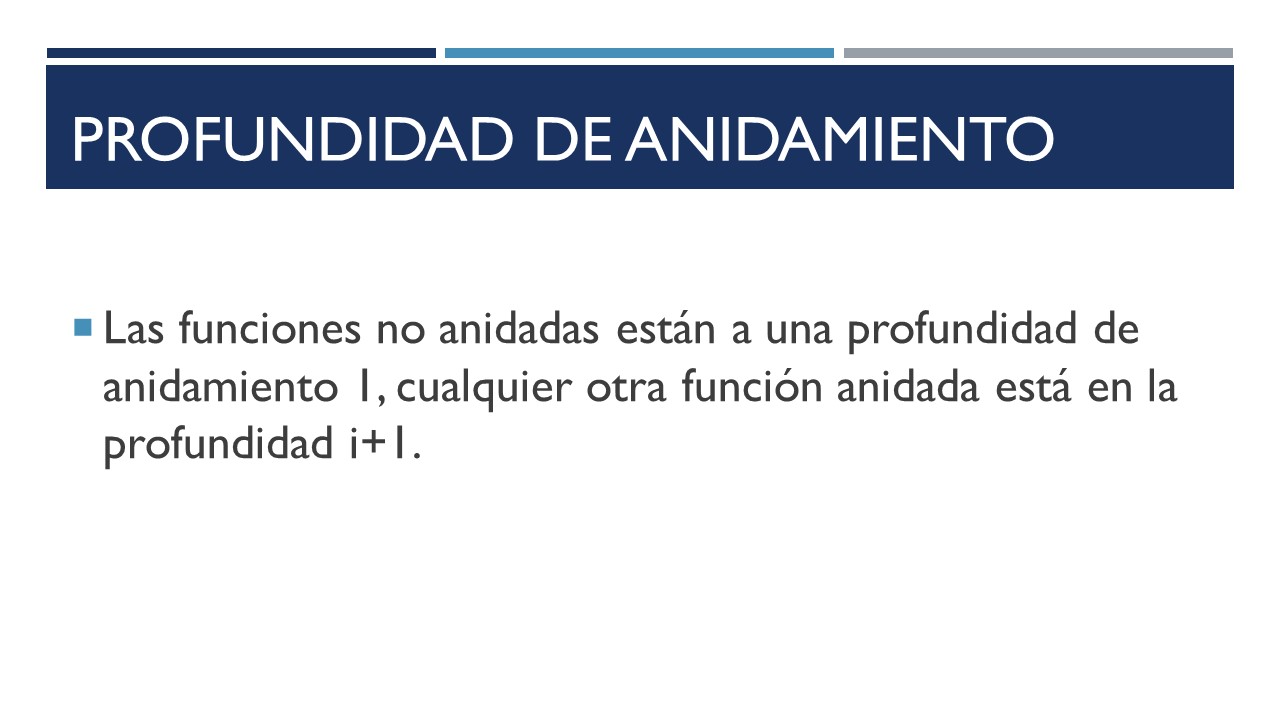 PROFUNDIDAD DE ANIDAMIENTO
Las funciones no anidadas están a una profundidad de
anidamiento 1, cualquier otra función anidada está en la
profundidad i+1.